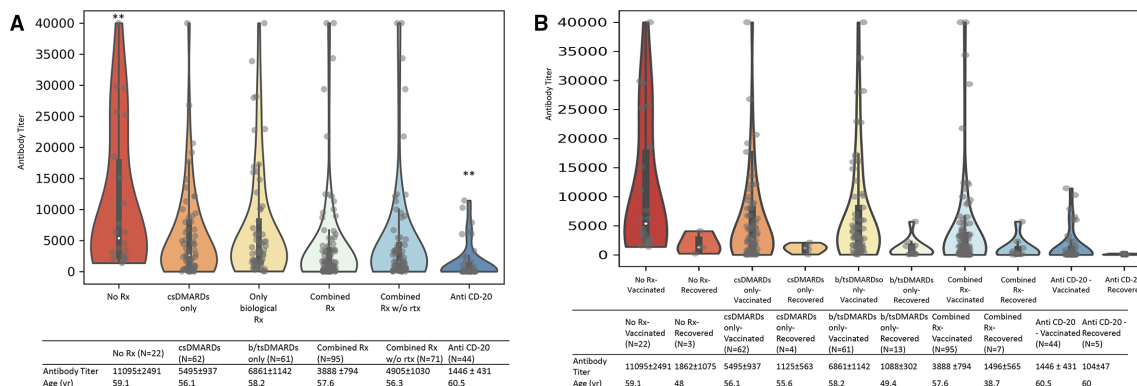 A
**
**
Antibody Titer
40000
35000
30000
25000
20000
15000
10000
5000
0
No Rx
csDMARDs only
Only biological Rx
Combined Rx
Combined Rx w/o rtx
Anti CD-20
No Rx (N=22)
csDMARDs (N=62)
b/tsDMARDs only (N=61)
Combined Rx (N=95)
Combined Rx w/o rtx (N=71)
Anti CD-20 (N=44)
Antibody Titer
11095±2491
5495±937
6861±1142
3888 ±794
4905±1030
1446 ± 431
Age (yr)
59.1
56.1
58.2
57.6
56.3
60.5
B
Antibody Titer
40000
35000
30000
25000
20000
15000
10000
5000
0
No Rx-Vaccinated
No Rx-Recovered
csDMARDs only-Vaccinated
csDMARDs only-Recovered
b/tsDMARDso nly-Vaccinated
b/tsDMARDs only-Recovered
Combined Rx-Vaccinated
Combined Rx-Recovered
Anti CD-20 - Vaccinated
Anti CD-20 - Recovered
No Rx-Vaccinated (N=22)
No Rx-Recovered (N=3)
csDMARDs only-Vaccinated (N=62)
csDMARDs only-Recovered (N=4)
b/tsDMARDs only-Vaccinated (N=61)
b/tsDMARDs only-Recovered (N=13)
Combined Rx-Vaccinated (N=95)
Combined Rx-Recovered (N=7)
Anti CD-20 - Vaccinated (N=44)
Anti CD-20 - Recovered (N=5)
Antibody Titer
11095±2491
1862±1075
5495±937
1125±563
6861±1142
1088±302
3888 ±794
1496±565
1446 ± 431
104±47
Age (yr)
59.1
48
56.1
55.6
58.2
49.4
57.6
38.7
60
60